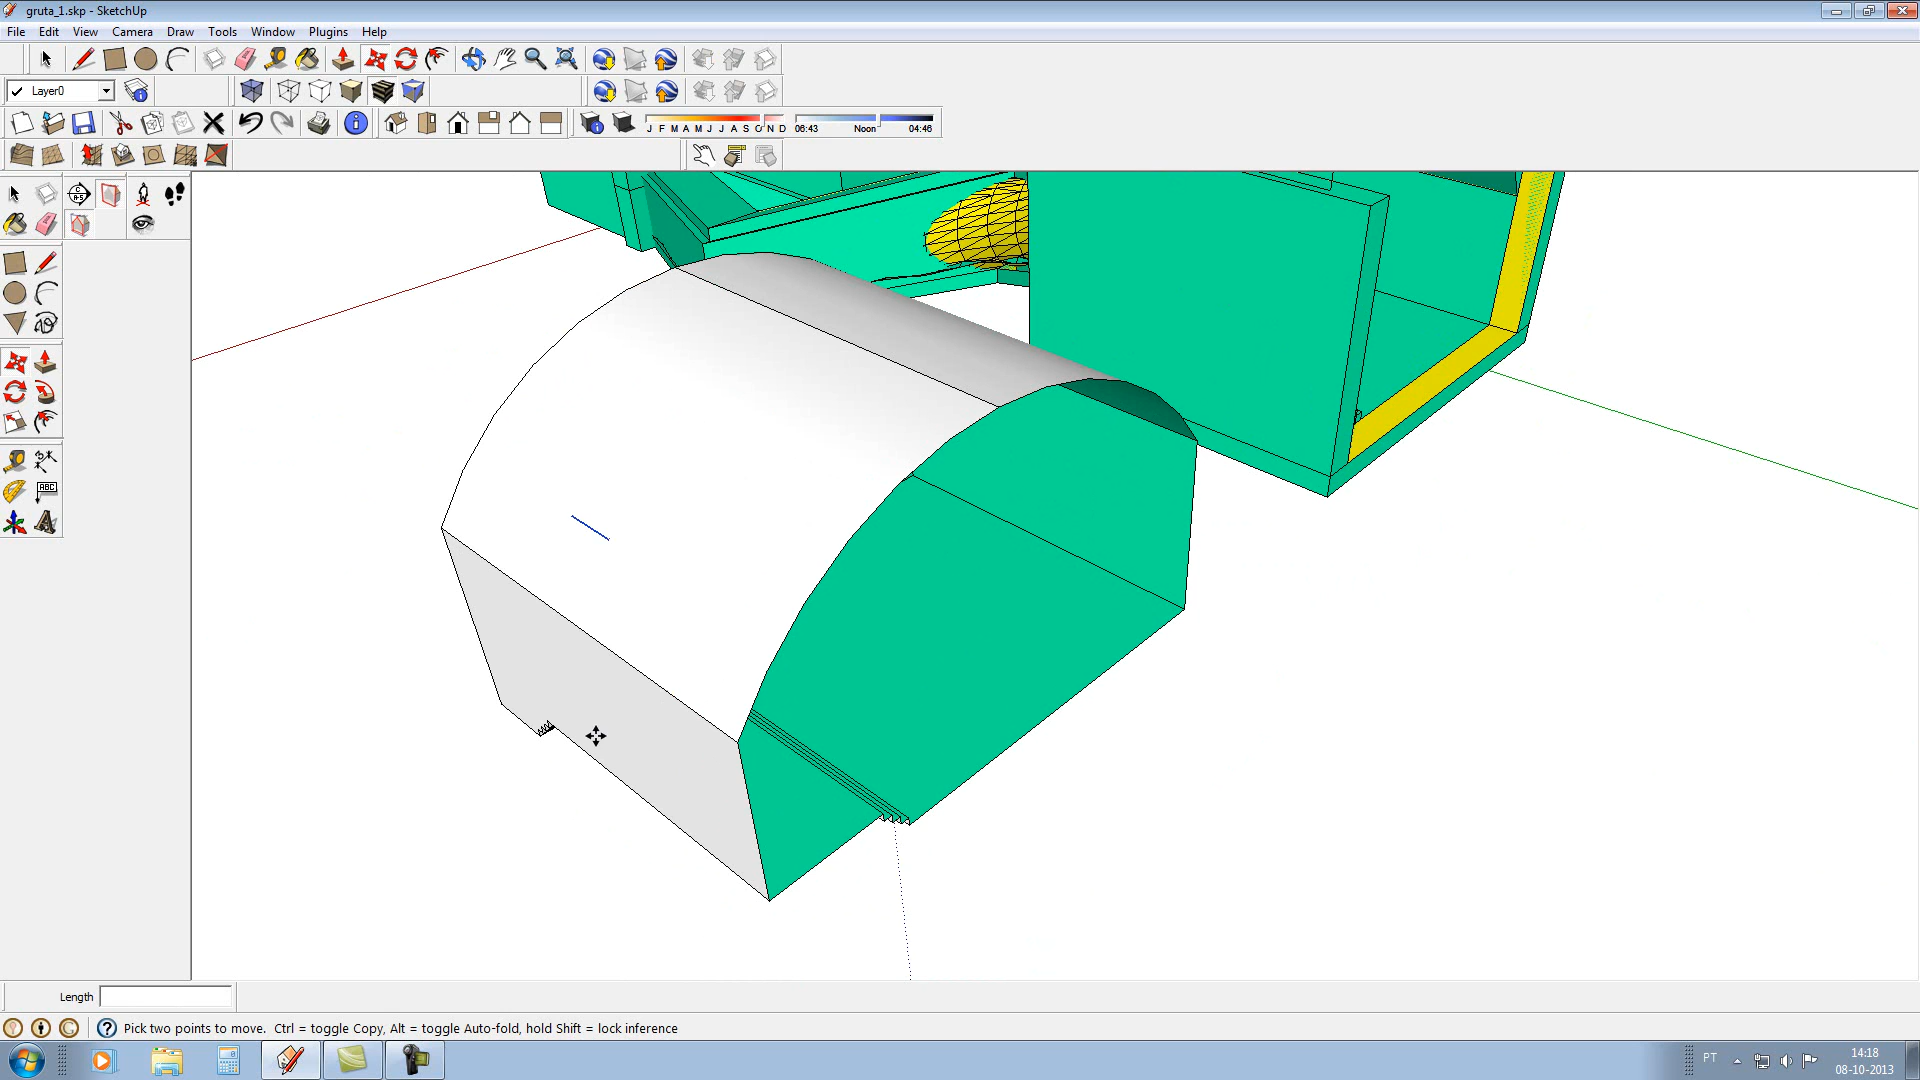 gruta_1.skp - SketchUp
File Edit View Camera Draw Tools Window Plugins Help
Layer0
J F M A M J J A S O N D
06:43 Noon 04:46
ABC
Length
Pick two points to move. Ctrl = toggle Copy, Alt = toggle Auto-fold, hold Shift = lock inference
PT
14:18
08-10-2013